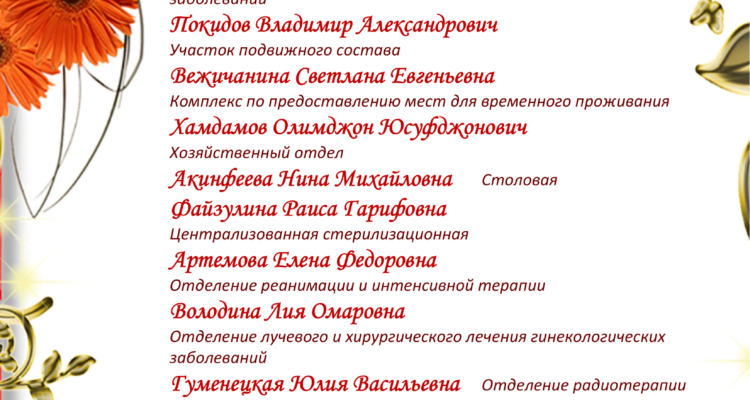 заболеваний
Покидов Владимир Александрович
Участок подвижного состава
Вежичанина Светлана Евгеньевна
Комплекс по предоставлению мест для временного проживания
Хамдамов Олимджон Юсуфджонович
Хозяйственный отдел
Акинфеева Нина Михайловна Столовая
Файзулина Раиса Гарифовна
Централизованная стерилизационная
Артемова Елена Федоровна
Отделение реанимации и интенсивной терапии
Володина Лия Омаровна
Отделение лучевого и хирургического лечения гинекологических
заболеваний
Гуменецкая Юлия Васильевна Отделение радиотерапии